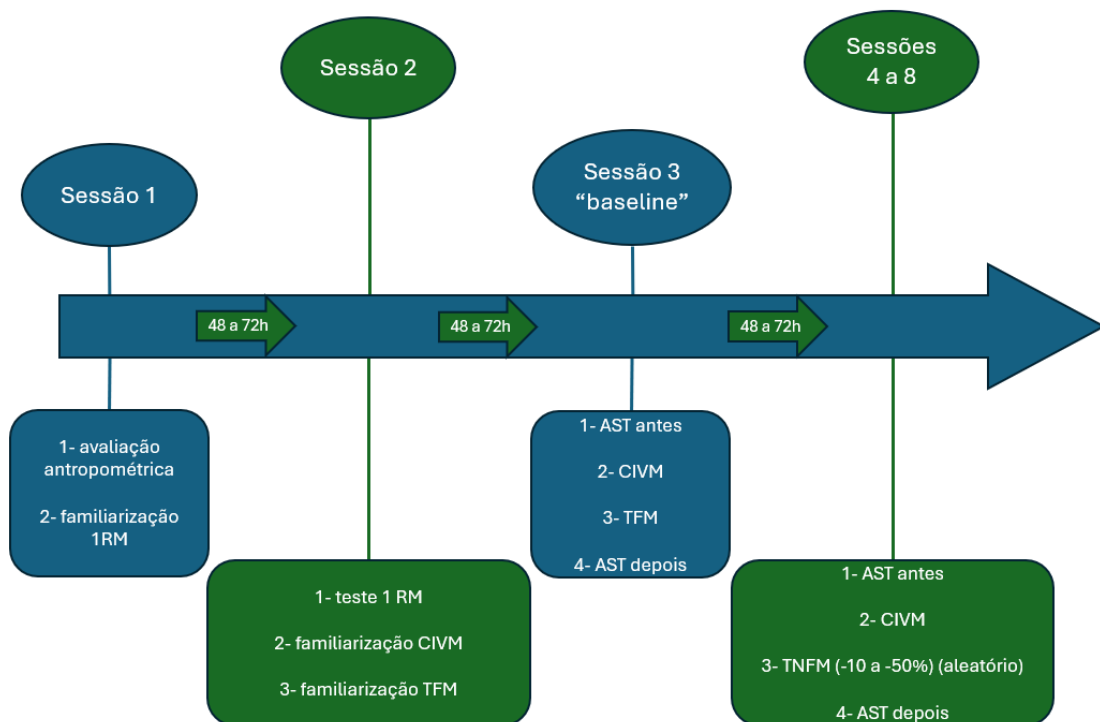 Sessão 1
Sessão 2
Sessão 3
“baseline”
Sessões
4 a 8
48 a 72h
48 a 72h
48 a 72h
1- avaliação
antropométrica
2- familiarização
1RM
1- teste 1 RM
2- familiarização CIVM
3- familiarização TFM
1- AST antes
2- CIVM
3- TFM
4- AST depois
1- AST antes
2- CIVM
3- TNFM (-10 a -50%) (aleatório)
4- AST depois